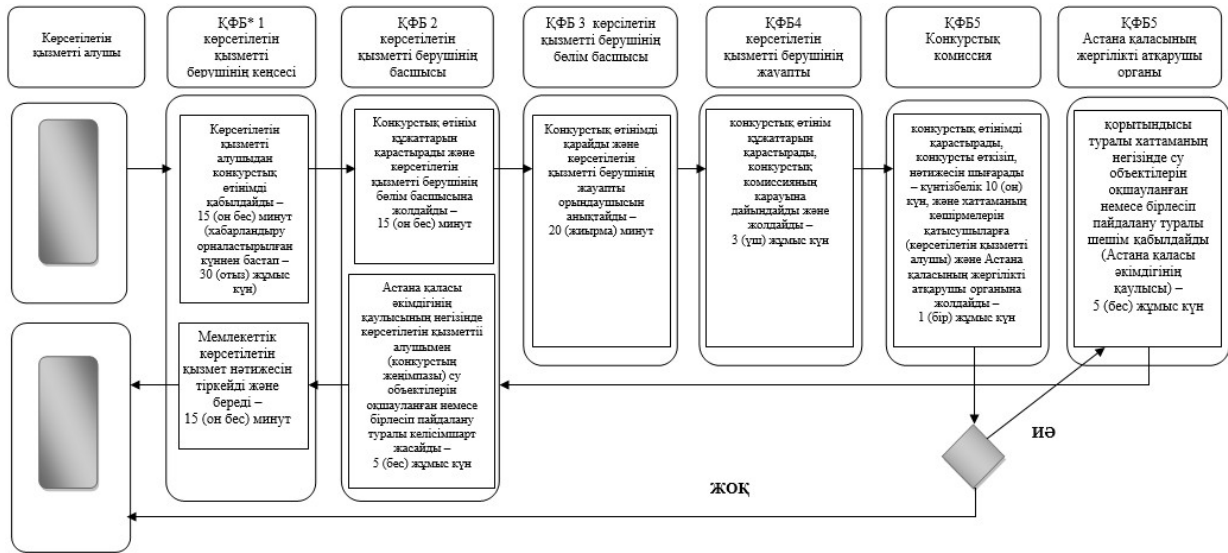 Көрсетілетін
қызметті алушы
ҚФБ* 1
көрсетілетін
қызметті
берушінің кеңсесі
ҚФБ 2
көрсетілетін
қызметті берушінің
басшысы
ҚФБ 3 көрсілетін
қызметті берушінің
бөлім басшысы
ҚФБ4
көрсетілетін
қызметті берушінің
жауапты
ҚФБ5
Конкурстық
комиссия
ҚФБ5
Астана қаласының
жергілікті атқарушы
органы
Көрсетілетін
қызметті
алушыдан
конкурстық
өтінімді
қабылдайды –
15 (он бес) минут
(хабарландыру
орналастырылған
күннен бастап –
30 (отыз) жұмыс
күн)
Мемлекеттік
көрсетілетін
қызмет нәтижесін
тіркейді және
береді –
15 (он бес) минут
Конкурстық өтінім
құжаттарын
қарастырады және
көрсетілетін
қызметті берушінің
бөлім басшысына
жолдайды –
15 (он бес) минут
Астана қаласы
әкімдігінің
қаулысының негізінде
көрсетілетін қызметтіі
алушымен
(конкурстың
жеңімпазы) су
объектілерін
оқшауланған немесе
бірлесіп пайдалану
туралы келісімшарт
жасайды –
5 (бес) жұмыс күн
Конкурстық өтінімді
қарайды және
көрсетілетін
қызметті берушінің
жауапты
орындаушысын
анықтайды –
20 (жиырма) минут
конкурстық өтінім
құжаттарын
қарастырады,
конкурстық
комиссияның
қарауына
дайындайды және
жолдайды –
3 (үш) жұмыс күн
конкурстық өтінімді
қарастырады,
конкурсты өткізіп,
нәтижесін шығарады
– күнтізбелік 10 (он)
күн, және хаттаманың
көшірмелерін
қатысушыларға
(көрсетілетін қызметті
алушы) және Астана
қаласының жергілікті
атқарушы органына
жолдайды –
1 (бір) жұмыс күн
қорытындысы
туралы хаттаманың
негізінде су
объектілерін
оқшауланған
немесе бірлесіп
пайдалану туралы
шешім қабылдайды
(Астана қаласы
әкімдігінің
қаулысы) –
5 (бес) жұмыс күн
ИӘ
ЖОҚ